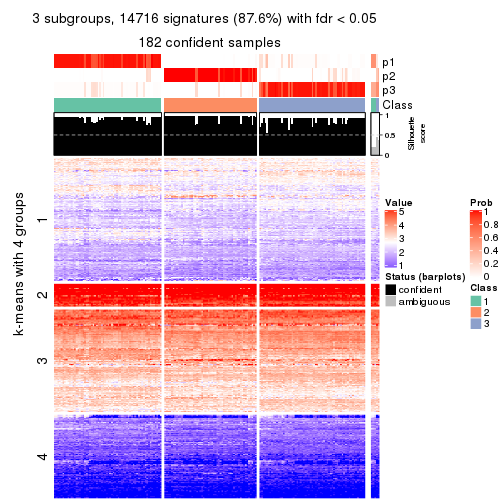 3 subgroups, 14716 signatures (87.6%) with fdr < 0.05
182 confident samples
p1
p2
p3
Class
1
0.5
0
Silhouette
score
k-means with 4 groups
1
2
3
4
Value
5
4
3
2
1
Status (barplots)
confident
ambiguous
Prob
1
0.8
0.6
0.4
0.2
0
Class
1
2
3